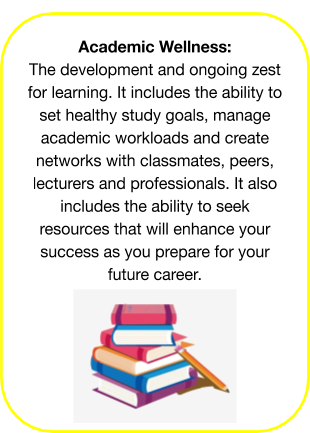 Academic Wellness:
The development and ongoing zest
for learning. It includes the ability to
set healthy study goals, manage
academic workloads and create
networks with classmates, peers,
lecturers and professionals. It also
includes the ability to seek
resources that will enhance your
success as you prepare for your
future career.